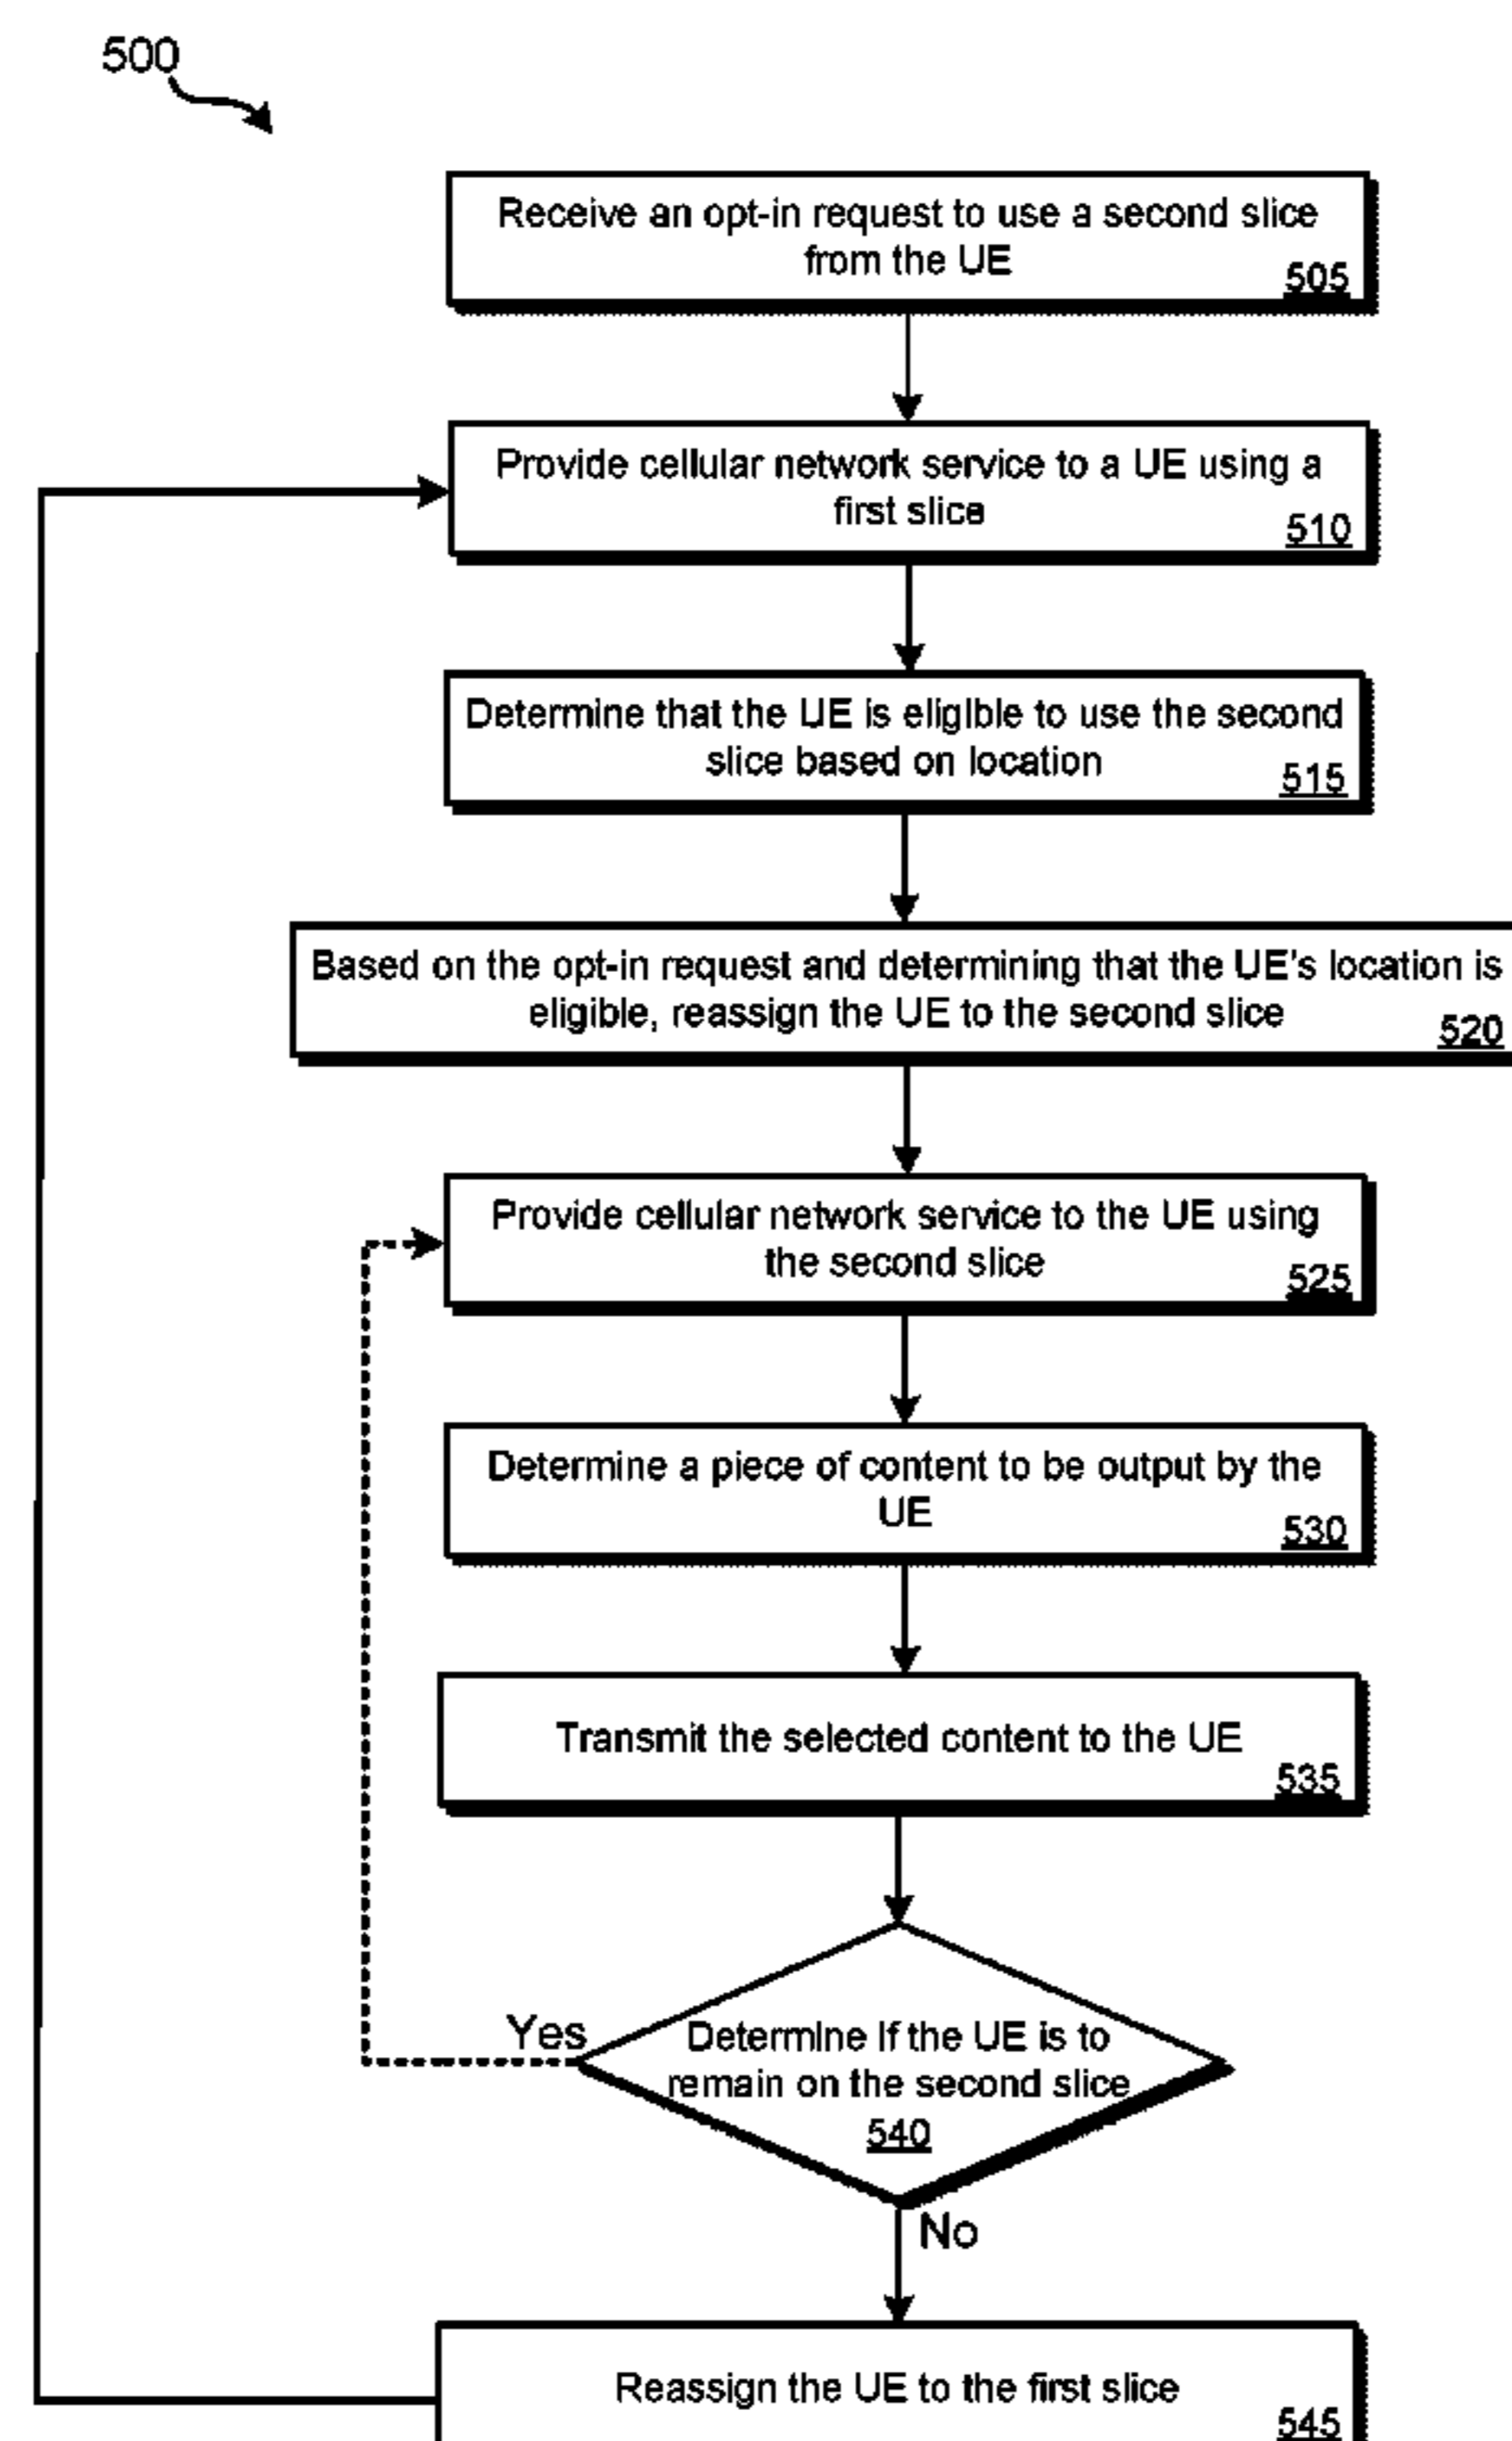 500
Receive an opt-in request to use a second slice
from the UE
505
Provide cellular network service to a UE using a
first slice
510
Determine that the UE is eligible to use the second
slice based on location
515
Based on the opt-in request and determining that the UE's location is
eligible, reassign the UE to the second slice
520
Provide cellular network service to the UE using
the second slice
525
Determine a piece of content to be output by the
UE
530
Transmit the selected content to the UE
535
Yes
Determine if the UE is to
remain on the second slice
540
No
Reassign the UE to the first slice
545